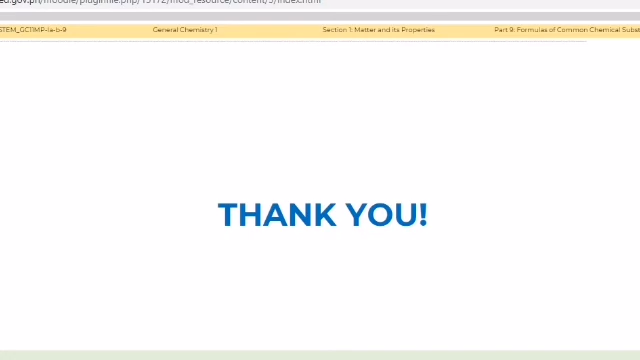 STEM_GC11MP-Ia-b-9 General Chemistry 1 Section 1: Matter and its Properties Part 9: Formulas of Common Chemical Subst
THANK YOU!